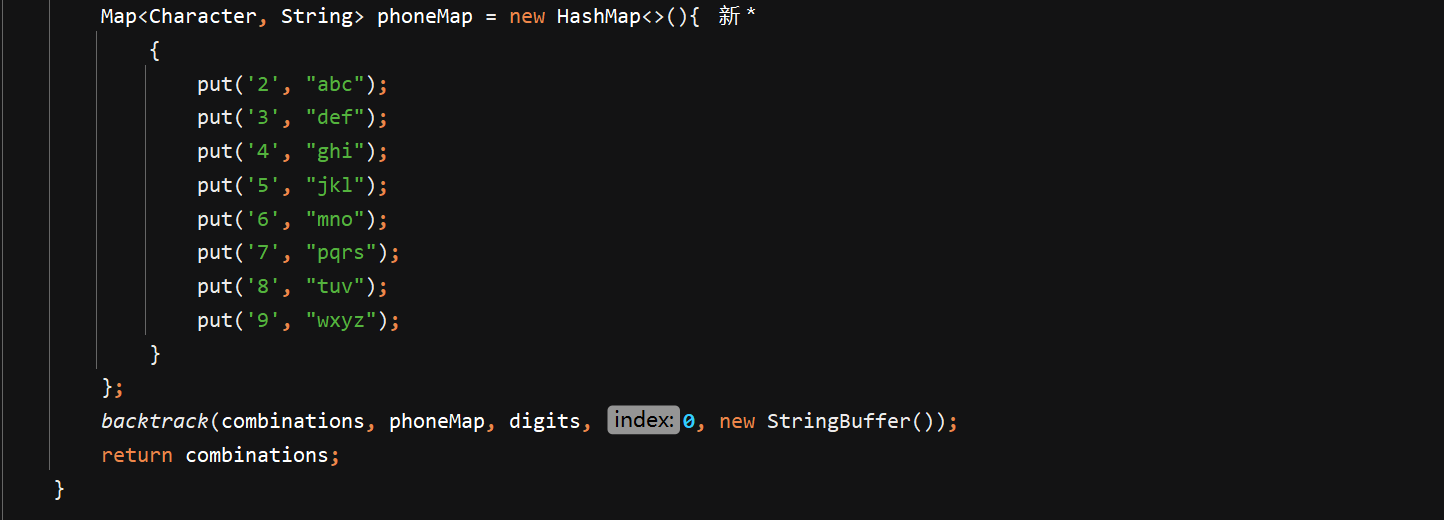 Map<Character, String> phoneMap = new HashMap<>(){ 新 *
{
put('2', "abc");
put('3', "def");
put('4', "ghi");
put('5', "jkl");
put('6', "mno");
put('7', "pqrs");
put('8', "tuv");
put('9', "wxyz");
}
};
backtrack(combinations, phoneMap, digits, index: 0, new StringBuffer());
return combinations;
}